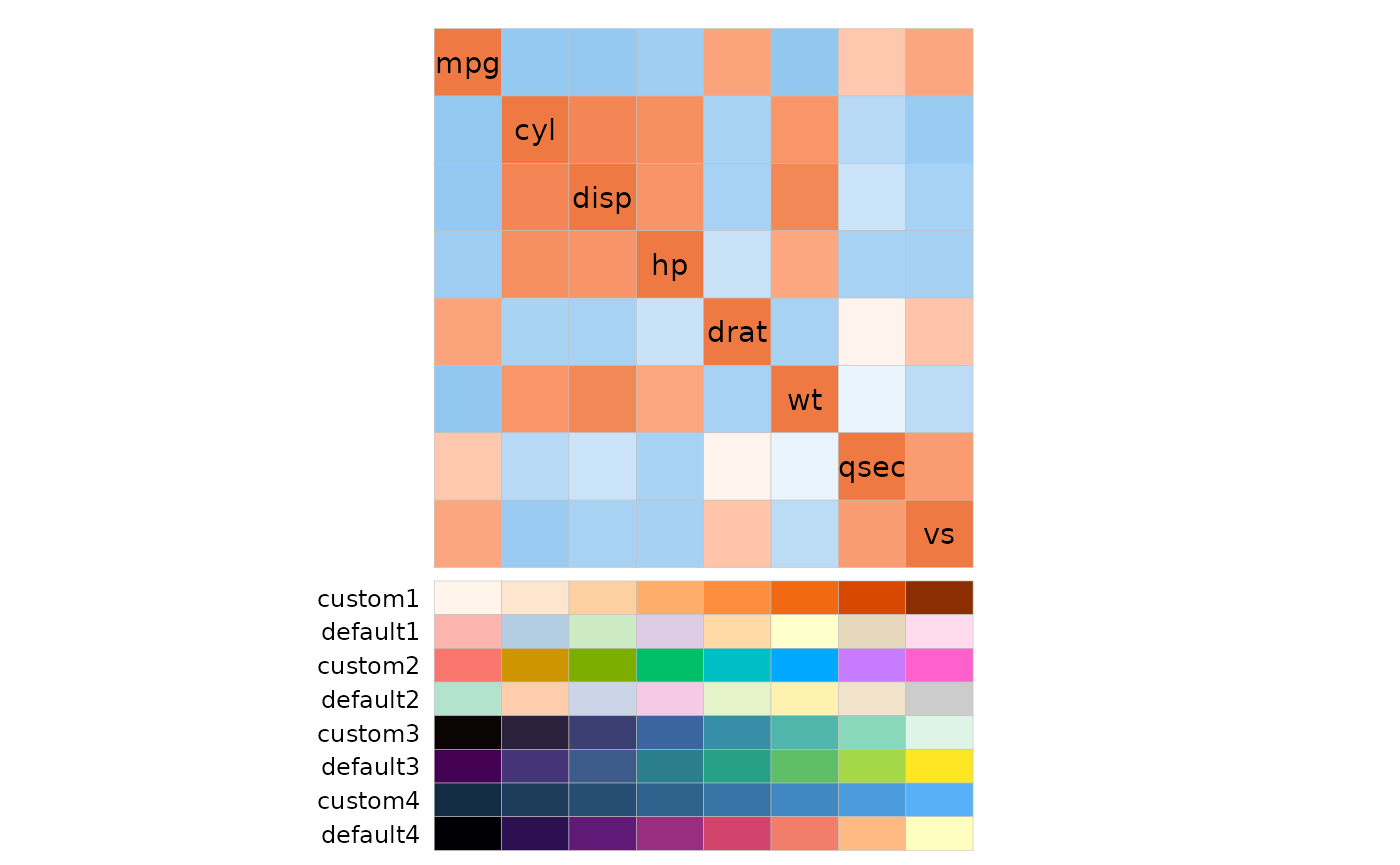 mpg
cyl
disp
hp
drat
wt
qsec
vs
custom1
default1
custom2
default2
custom3
default3
custom4
default4